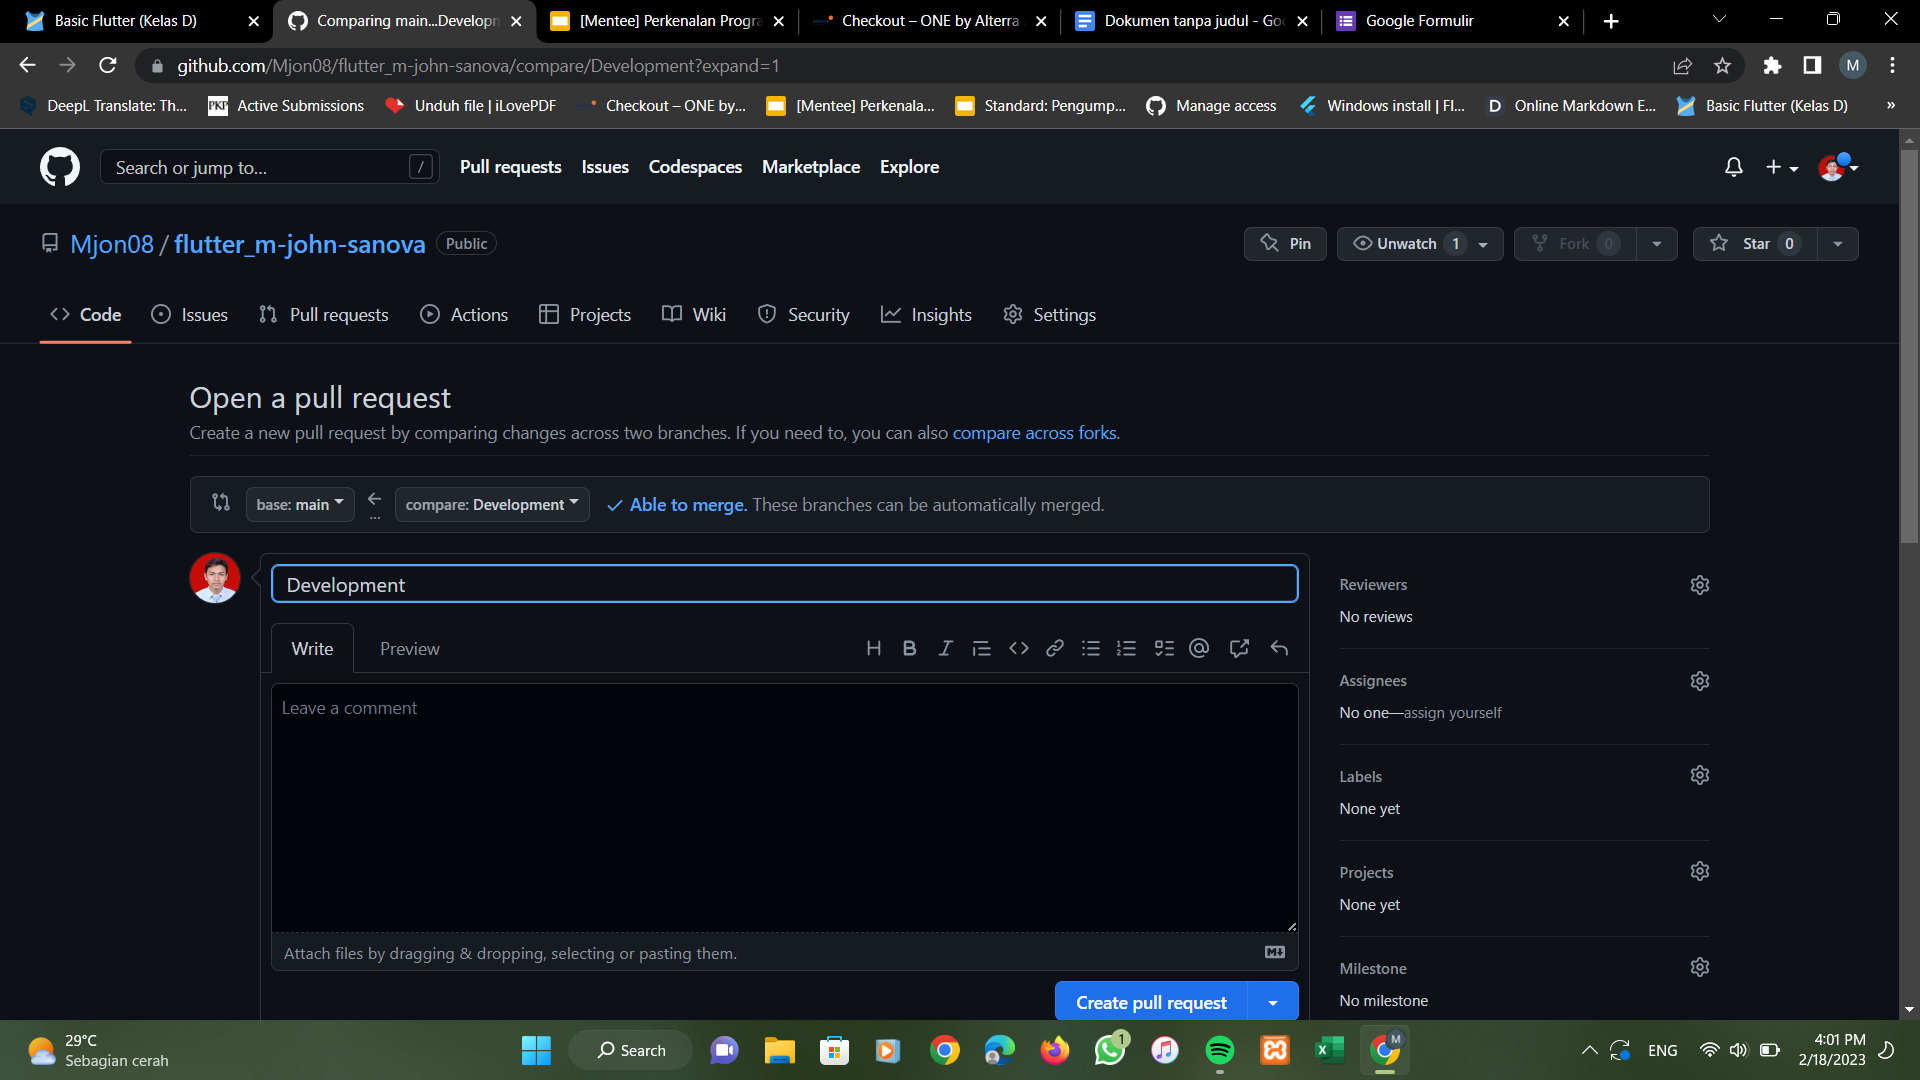 Basic Flutter (Kelas D)
Comparing main...Developm
[Mentee] Perkenalan Progra
Checkout – ONE by Alterra
Dokumen tanpa judul - Goo
Google Formulir
github.com/Mjon08/flutter_m-john-sanova/compare/Development?expand=1
M
DeepL Translate: Th...
PKP Active Submissions
Unduh file | iLovePDF
Checkout – ONE by...
[Mentee] Perkenala...
Standard: Pengump...
Manage access
Windows install | Fl...
D Online Markdown E...
Basic Flutter (Kelas D)
»
Search or jump to... /
Pull requests
Issues
Codespaces
Marketplace
Explore
Mjon08 / flutter_m-john-sanova Public
Pin
Unwatch 1
Fork 0
Star 0
Code
Issues
Pull requests
Actions
Projects
Wiki
Security
Insights
Settings
Open a pull request
Create a new pull request by comparing changes across two branches. If you need to, you can also compare across forks.
base: main
...
compare: Development
Able to merge. These branches can be automatically merged.
Development
Write
Preview
Leave a comment
Attach files by dragging & dropping, selecting or pasting them.
Create pull request
Reviewers
No reviews
Assignees
No one—assign yourself
Labels
None yet
Projects
None yet
Milestone
No milestone
29°C
Sebagian cerah
Search
1
M
ENG
4:01 PM
2/18/2023